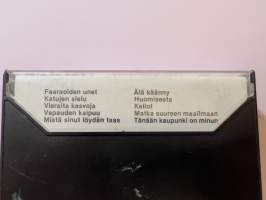 Faaraoiden unet
Katujen sielu
Vieraita kasvoja
Vapauden kaipuu
Mistä sinut löydän taas
Älä käänny
Huomisesta
Kellot
Matka suureen maailmaan
Tänään kaupunki on minun